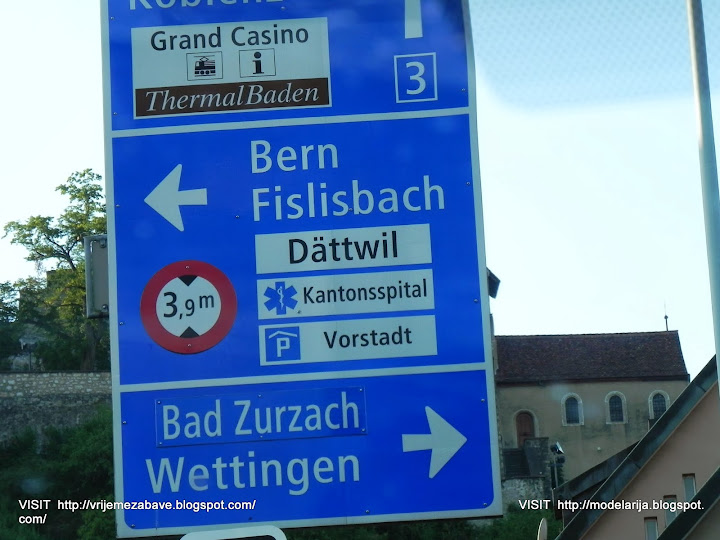 Koblenz
Grand Casino
i
ThermalBaden
3
Bern
Fislisbach
Dättwil
3,9m
Kantonsspital
P Vorstadt
Bad Zurzach
Wettingen
VISIT http://vrijemezabave.blogspot.com/
com/
VISIT http://modelarija.blogspot.